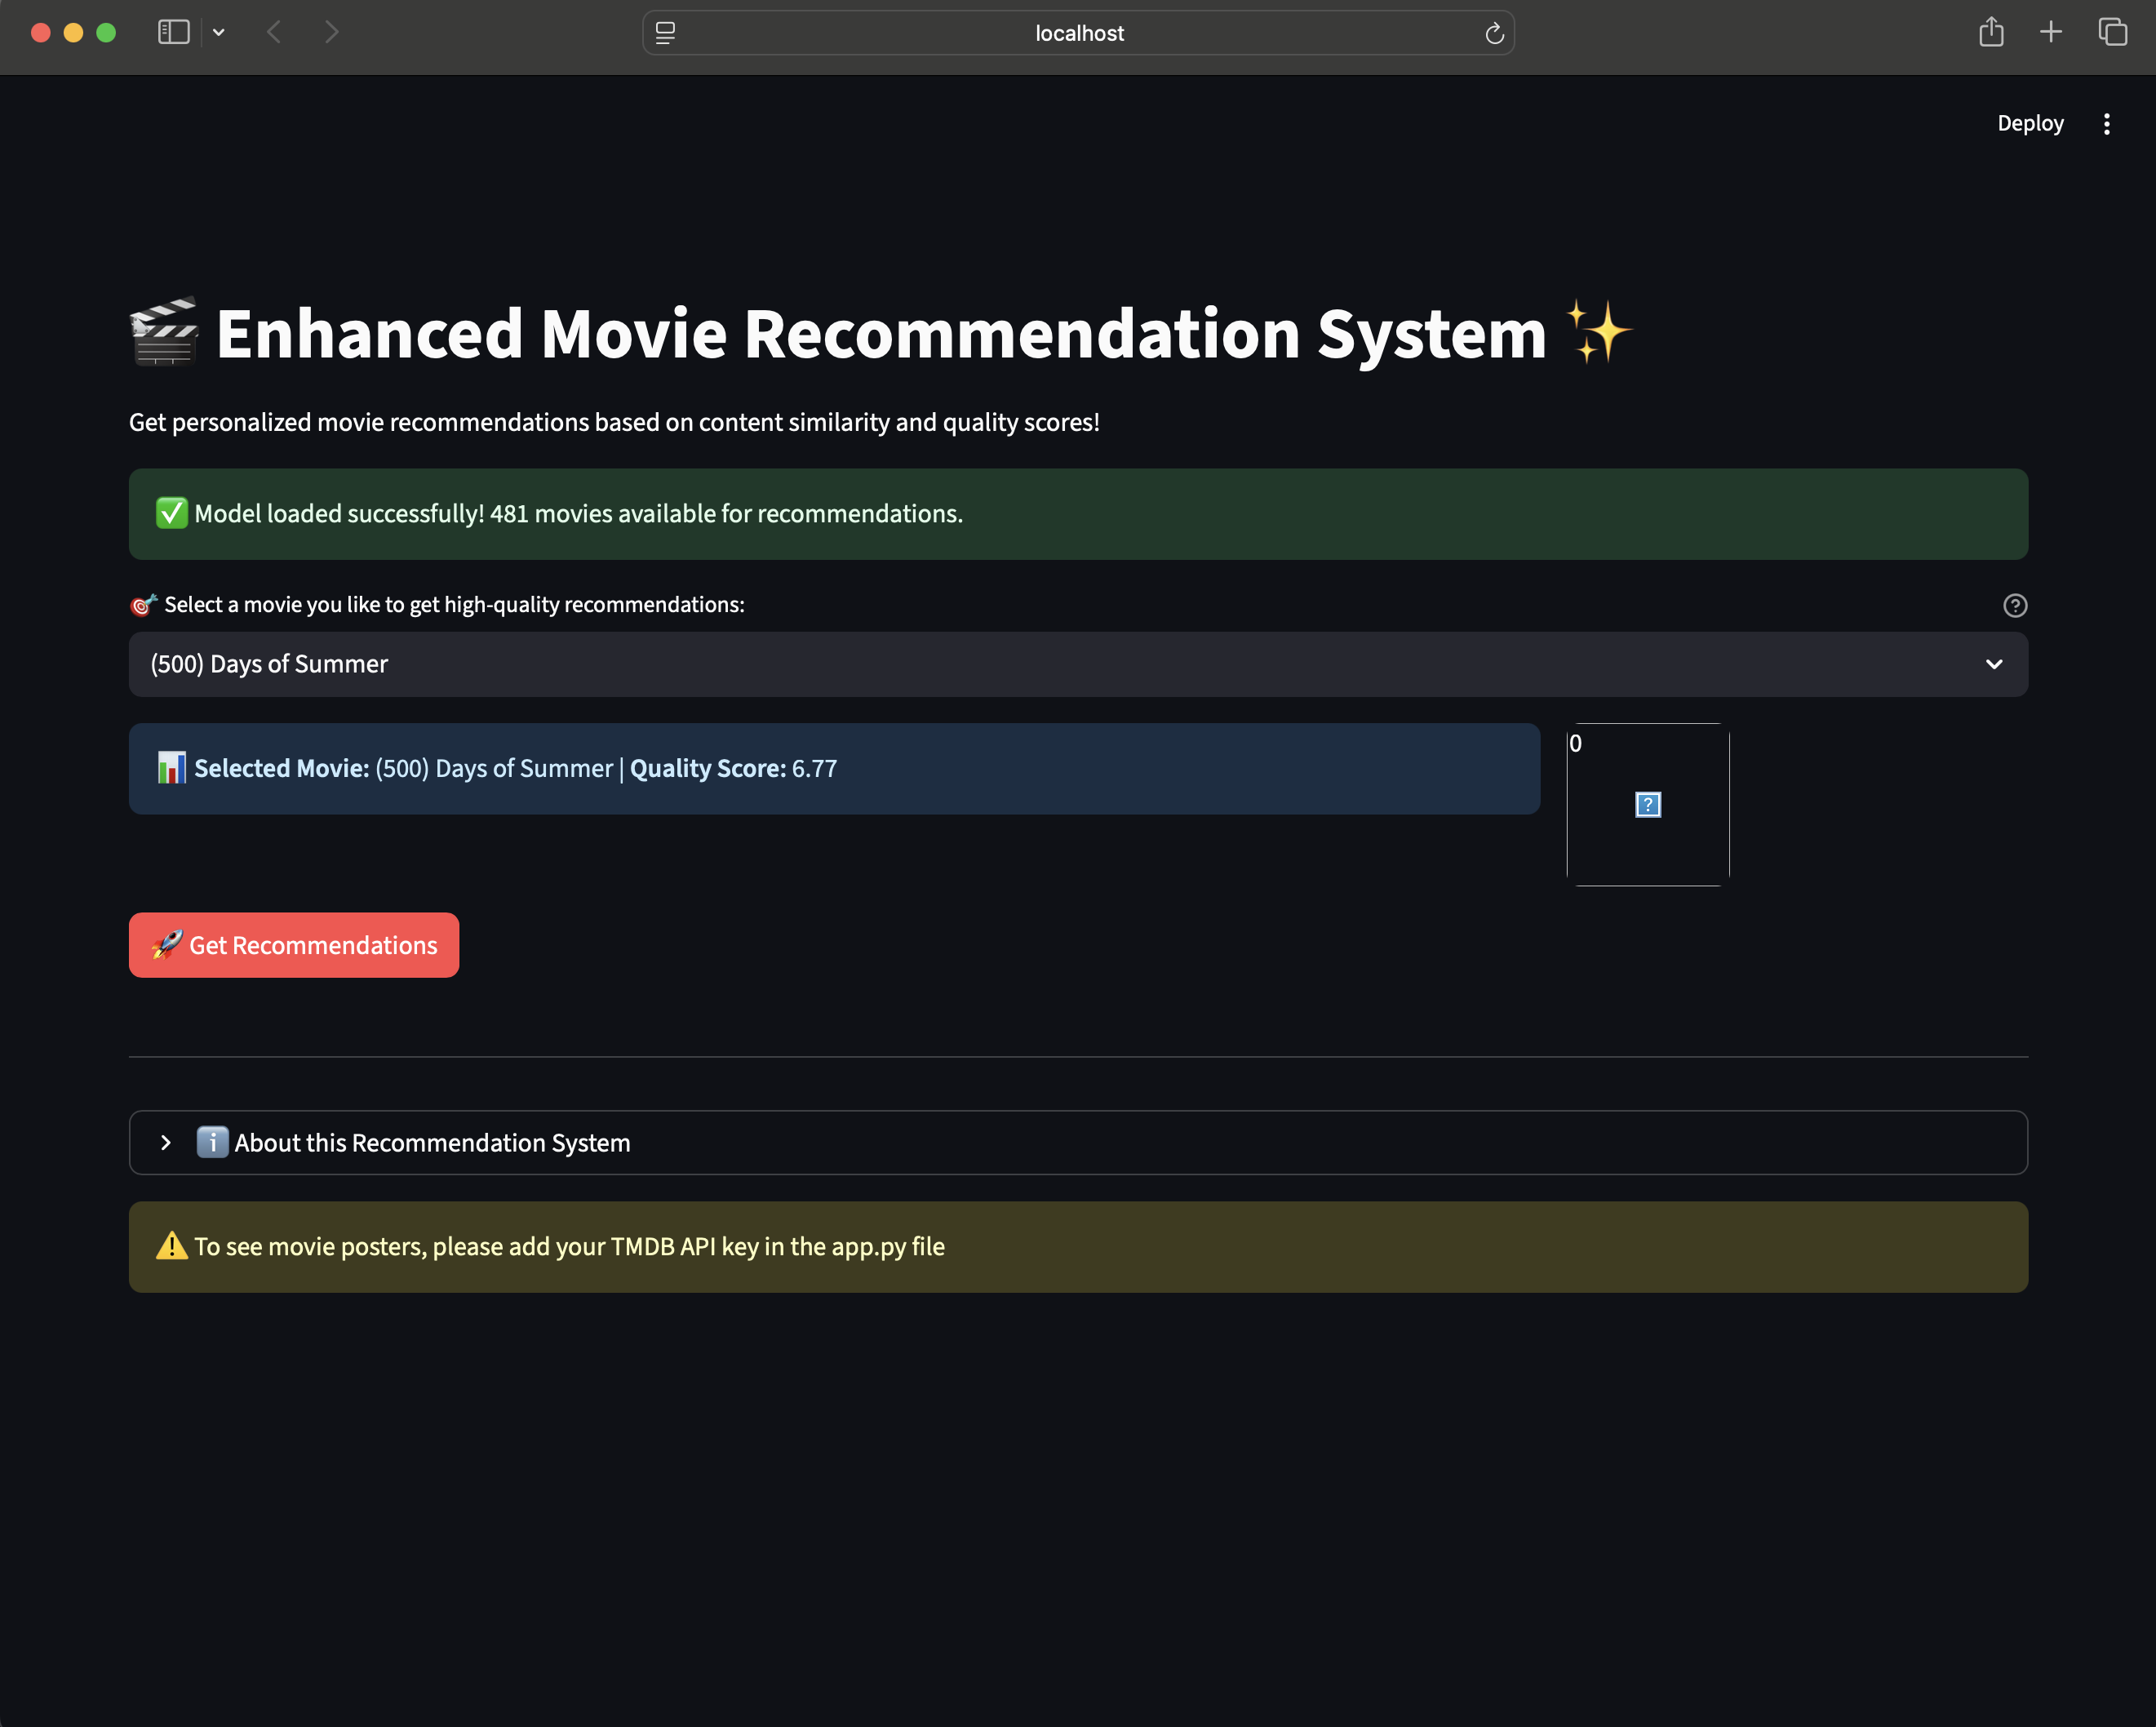 localhost
Deploy
🎬 Enhanced Movie Recommendation System ✨
Get personalized movie recommendations based on content similarity and quality scores!
✅ Model loaded successfully! 481 movies available for recommendations.
🎯 Select a movie you like to get high-quality recommendations:
(500) Days of Summer
📊 Selected Movie: (500) Days of Summer | Quality Score: 6.77
0
🚀 Get Recommendations
ℹ️ About this Recommendation System
⚠️ To see movie posters, please add your TMDB API key in the app.py file